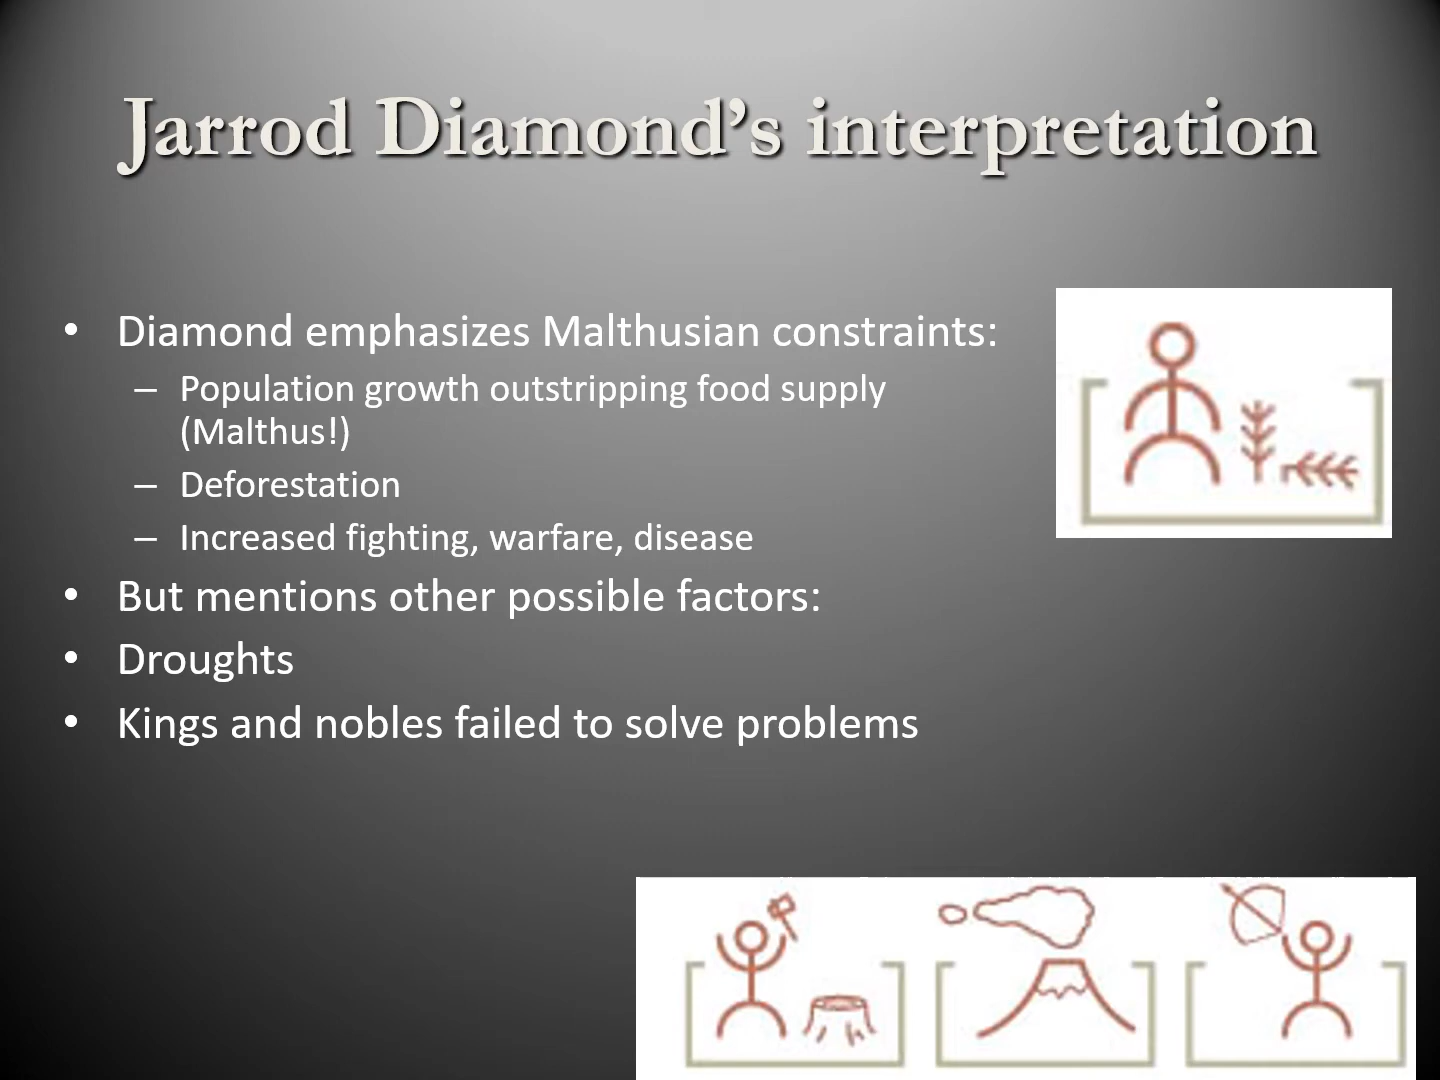 Jarrod Diamond’s interpretation
• Diamond emphasizes Malthusian constraints:
– Population growth outstripping food supply
(Malthus!)
– Deforestation
– Increased fighting, warfare, disease
• But mentions other possible factors:
• Droughts
• Kings and nobles failed to solve problems